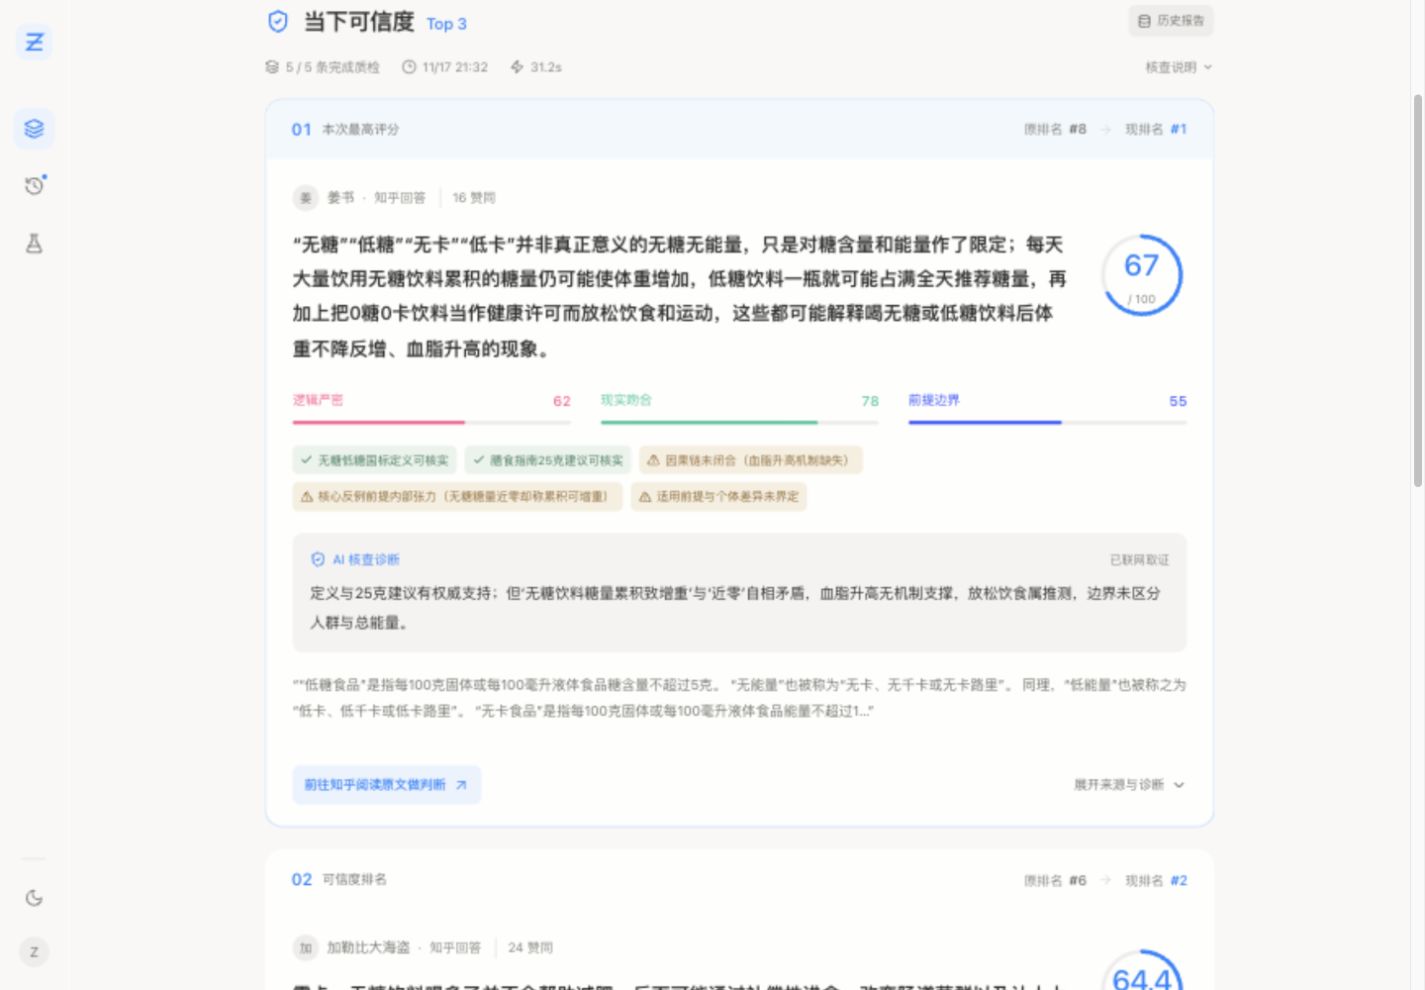 当下可信度 Top 3
历史报告
5 / 5 条完成质检 11/17 21:32 31.2s
核查说明
01 本次最高评分
原排名 #8 → 现排名 #1
姜 姜书 · 知乎回答 | 16 赞同
“无糖”“低糖”“无卡”“低卡”并非真正意义的无糖无能量，只是对糖含量和能量作了限定；每天
大量饮用无糖饮料累积的糖量仍可能使体重增加，低糖饮料一瓶就可能占满全天推荐糖量，再
加上把0糖0卡饮料当作健康许可而放松饮食和运动，这些都可能解释喝无糖或低糖饮料后体
重不降反增、血脂升高的现象。
67
/ 100
逻辑严密 62
现实吻合 78
前提边界 55
无糖低糖国标定义可核实
膳食指南25克建议可核实
因果链未闭合（血脂升高机制缺失）
核心反例前提内部张力（无糖糖量近零却称累积可增重）
适用前提与个体差异未界定
AI 核查诊断
已联网取证
定义与25克建议有权威支持；但‘无糖饮料糖量累积致增重’与‘近零’自相矛盾，血脂升高无机制支撑，放松饮食属推测，边界未区分
人群与总能量。
“”低糖食品”是指每100克固体或每100毫升液体食品糖含量不超过5克。 “无能量”也被称为“无卡、无千卡或无卡路里”。 同理，“低能量”也被称之为
“低卡、低千卡或低卡路里”。 “无卡食品”是指每100克固体或每100毫升液体食品能量不超过1...”
前往知乎阅读原文做判断
展开来源与诊断
02 可信度排名
原排名 #6 → 现排名 #2
加 加勒比大海盗 · 知乎回答 | 24 赞同
64.4
Z